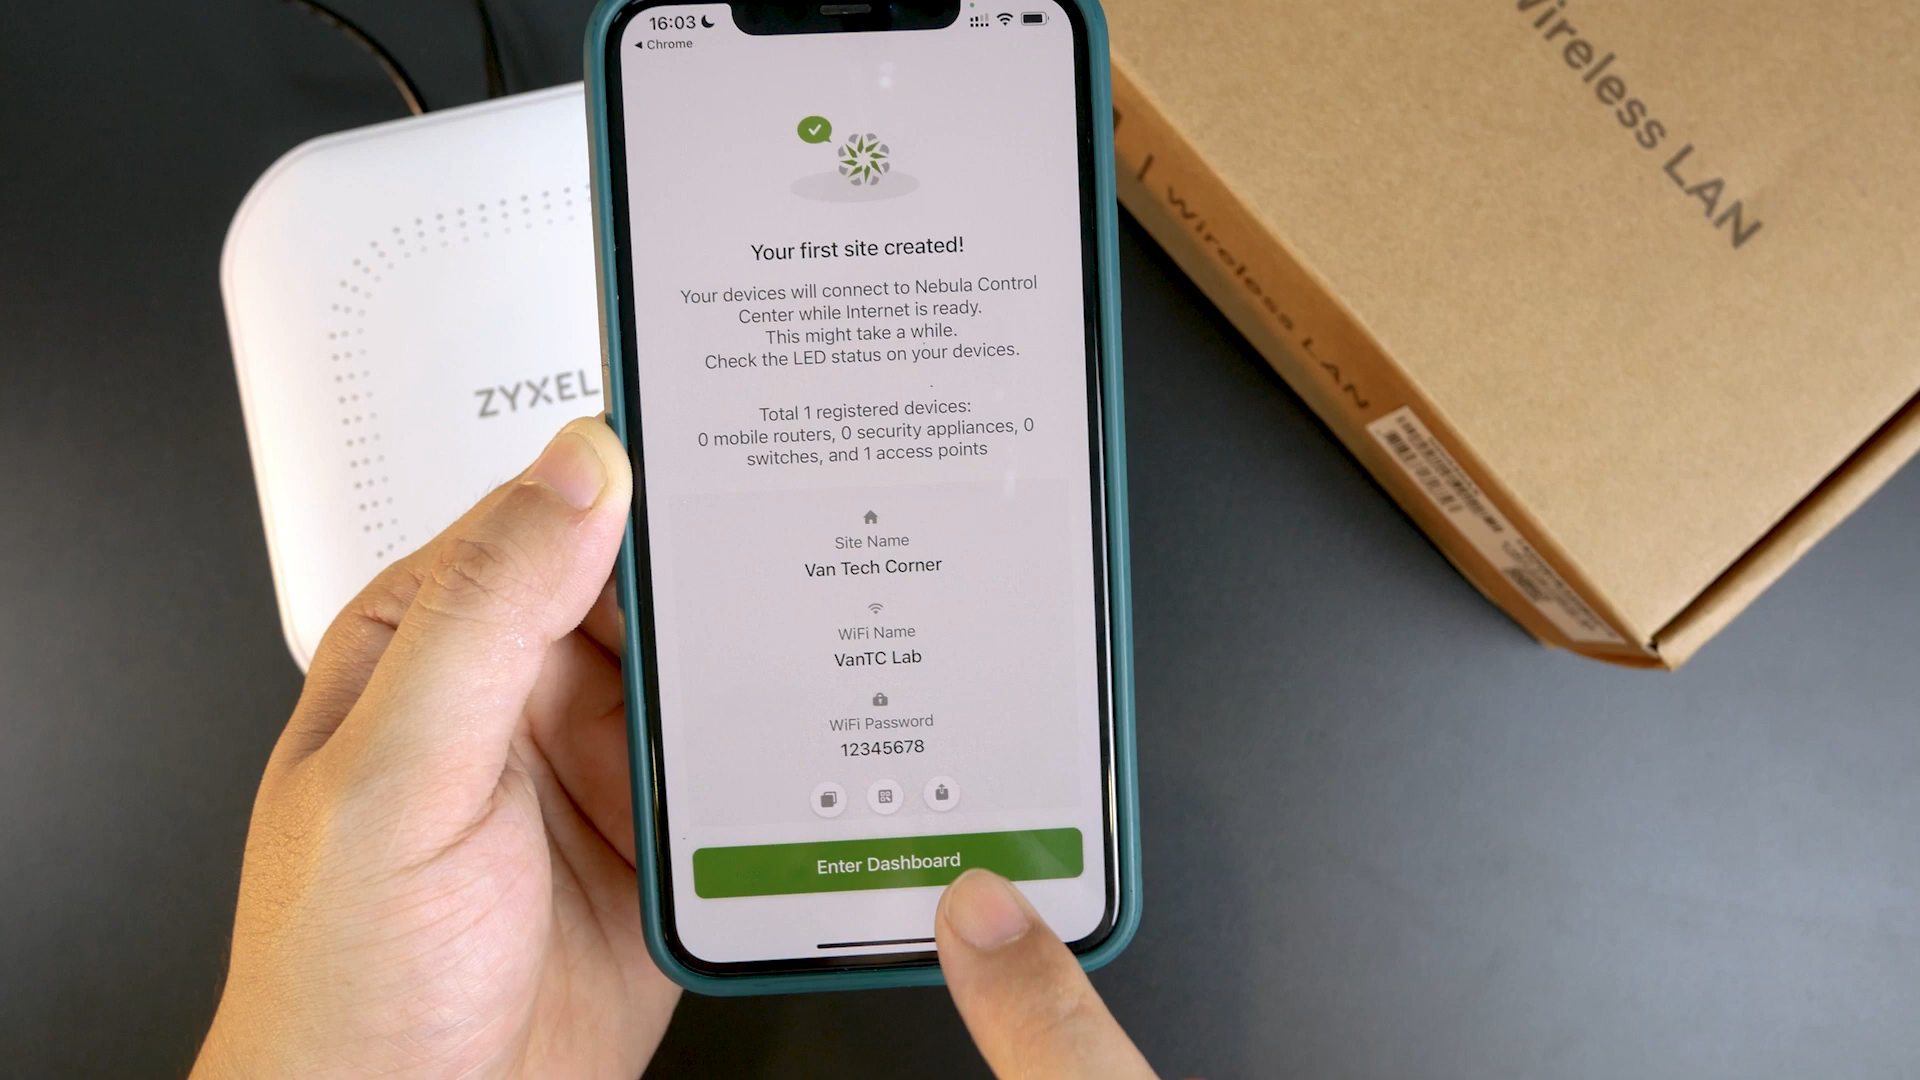 16:03
Chrome
Your first site created!
Your devices will connect to Nebula Control
Center while Internet is ready.
This might take a while.
Check the LED status on your devices.
Total 1 registered devices:
0 mobile routers, 0 security appliances, 0
switches, and 1 access points
Site Name
Van Tech Corner
WiFi Name
VanTC Lab
WiFi Password
12345678
Enter Dashboard
ZYXEL
Wireless LAN
Wireless LAN